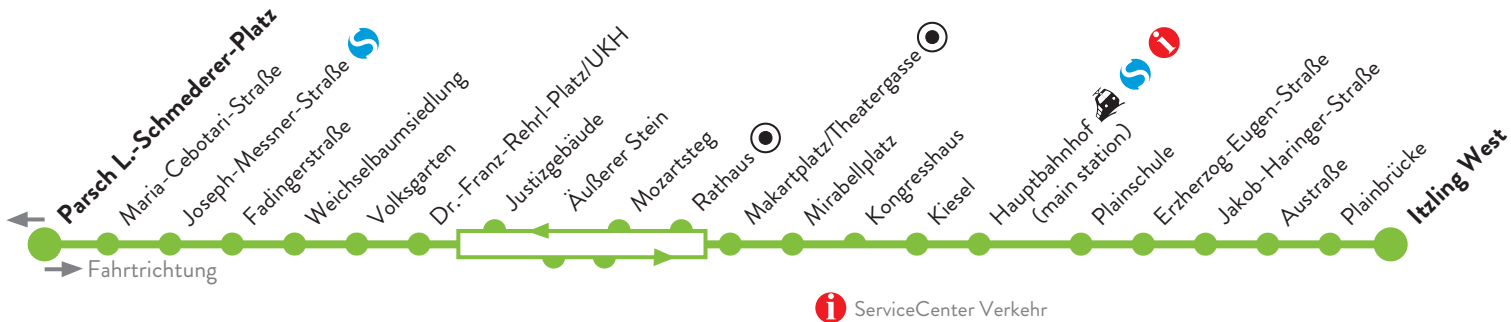 Parsch L.-Schmederer-Platz
Maria-Cebotari-Straße
Joseph-Messner-Straße
Fadingerstraße
Weichselbaumsiedlung
Volksgarten
Dr.-Franz-Rehrl-Platz/UKH
Justizgebäude
Äußerer Stein
Mozartsteg
Rathaus
Makartplatz/Theatergasse
Mirabellplatz
Kongresshaus
Kiesel
Hauptbahnhof
(main station)
Plainschule
Erzherzog-Eugen-Straße
Jakob-Haringer-Straße
Austraße
Plainbrücke
Itzling West
Fahrtrichtung
i ServiceCenter Verkehr